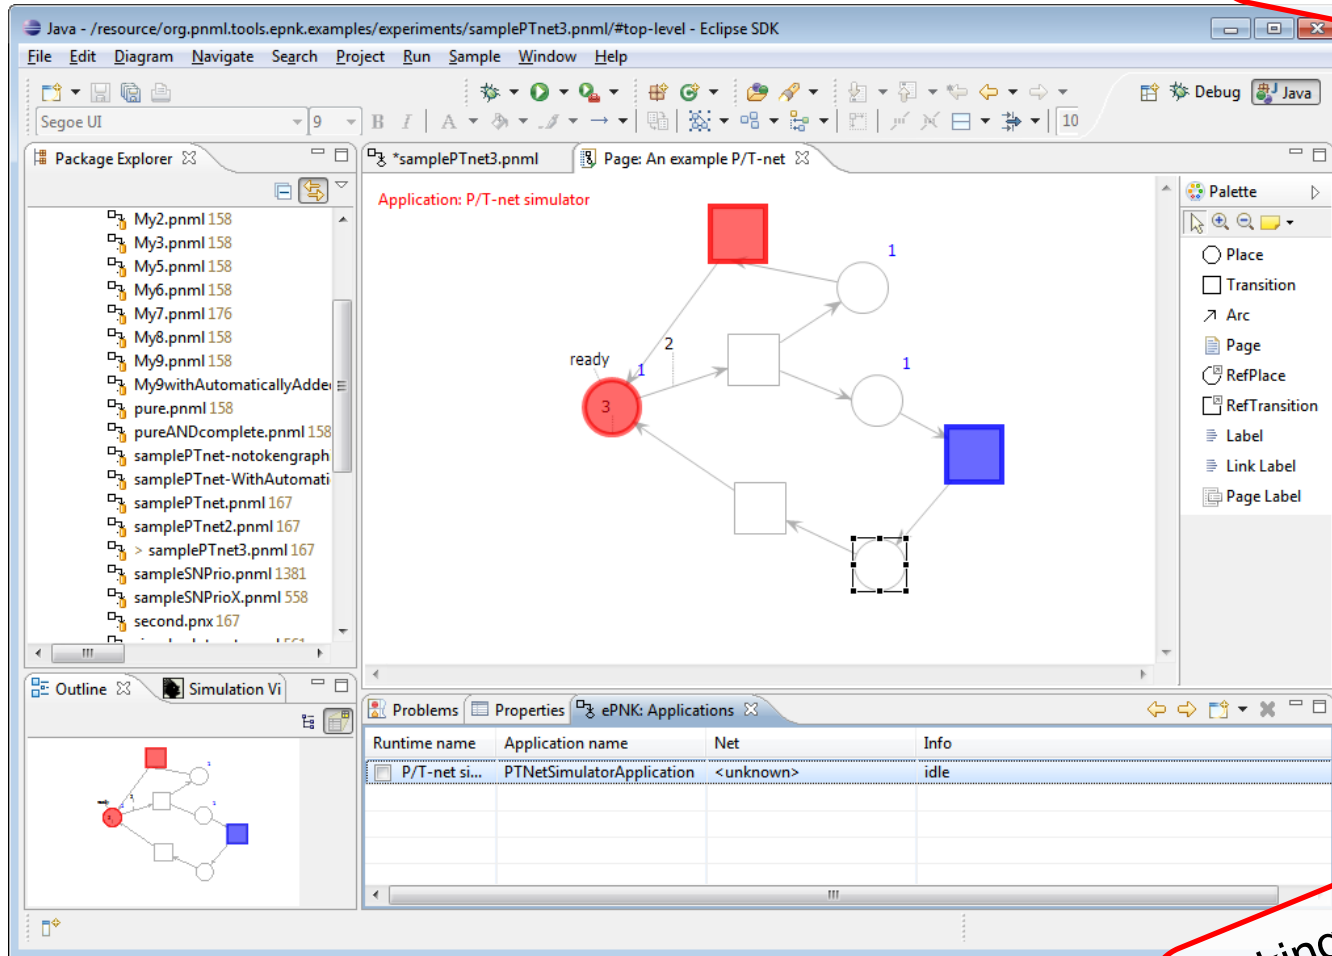 Java - /resource/org.pnml.tools.epnk.examples/experiments/samplePTnet3.pnml/#top-level - Eclipse SDK
File Edit Diagram Navigate Search Project Run Sample Window Help
Debug Java
Segoe UI 9 B I A 10
Package Explorer
*samplePTnet3.pnml Page: An example P/T-net
My2.pnml 158
My3.pnml 158
My5.pnml 158
My6.pnml 158
My7.pnml 176
My8.pnml 158
My9.pnml 158
My9withAutomaticallyAdde
pure.pnml 158
pureANDcomplete.pnml 158
samplePTnet-notokengraph
samplePTnet-WithAutomati
samplePTnet.pnml 167
samplePTnet2.pnml 167
> samplePTnet3.pnml 167
sampleSNPrio.pnml 1381
sampleSNPrioX.pnml 558
second.pnx 167
Application: P/T-net simulator
1
2
ready
1
1
3
Palette
Place
Transition
Arc
Page
RefPlace
RefTransition
Label
Link Label
Page Label
Outline Simulation Vi
Problems Properties ePNK: Applications
Runtime name Application name Net Info
P/T-net si... PTNetSimulatorApplication <unknown> idle